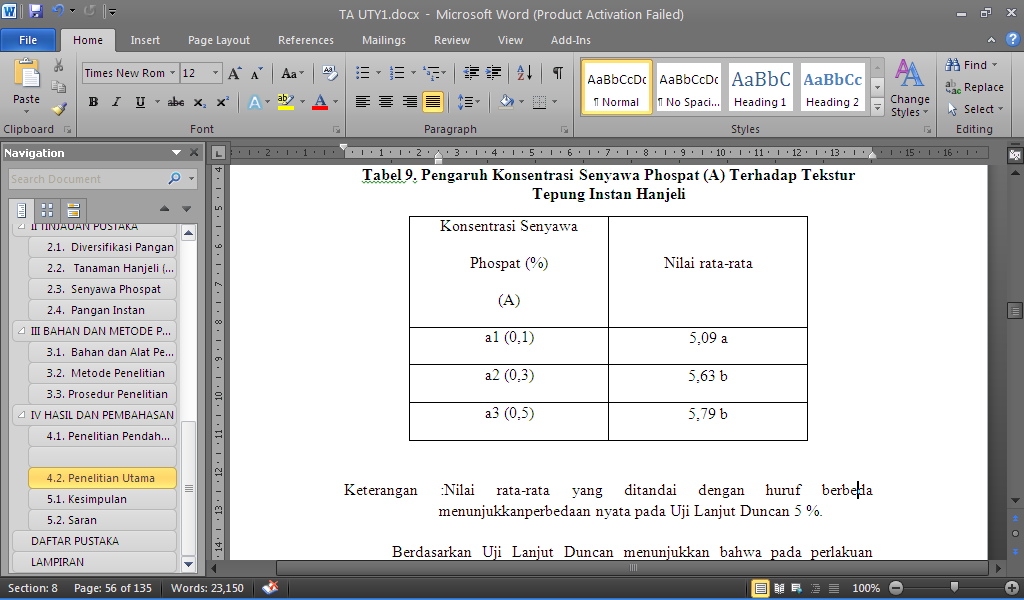 TA UTY1.docx - Microsoft Word (Product Activation Failed)
File Home Insert Page Layout References Mailings Review View Add-Ins
Times New Rom 12
Paste
Clipboard
Font
Paragraph
AaBbCcDc
¶ Normal
AaBbCcDc
¶ No Spaci...
AaBbC
Heading 1
AaBbCc
Heading 2
Change
Styles
Styles
Find
Replace
Select
Editing
Navigation
Search Document
II TINJAUAN PUSTAKA
2.1. Diversifikasi Pangan
2.2. Tanaman Hanjeli (...
2.3. Senyawa Phospat
2.4. Pangan Instan
III BAHAN DAN METODE P...
3.1. Bahan dan Alat Pe...
3.2. Metode Penelitian
3.3. Prosedur Penelitian
IV HASIL DAN PEMBAHASAN
4.1. Penelitian Pendah...
4.2. Penelitian Utama
5.1. Kesimpulan
5.2. Saran
DAFTAR PUSTAKA
LAMPIRAN
Tabel 9. Pengaruh Konsentrasi Senyawa Phospat (A) Terhadap Tekstur
Tepung Instan Hanjeli
Konsentrasi Senyawa
Phospat (%)
(A)
Nilai rata-rata
a1 (0,1) 5,09 a
a2 (0,3) 5,63 b
a3 (0,5) 5,79 b
Keterangan :Nilai rata-rata yang ditandai dengan huruf berbeda
menunjukkanperbedaan nyata pada Uji Lanjut Duncan 5 %.
Berdasarkan Uji Lanjut Duncan menunjukkan bahwa pada perlakuan
Section: 8 Page: 56 of 135 Words: 23,150 100%